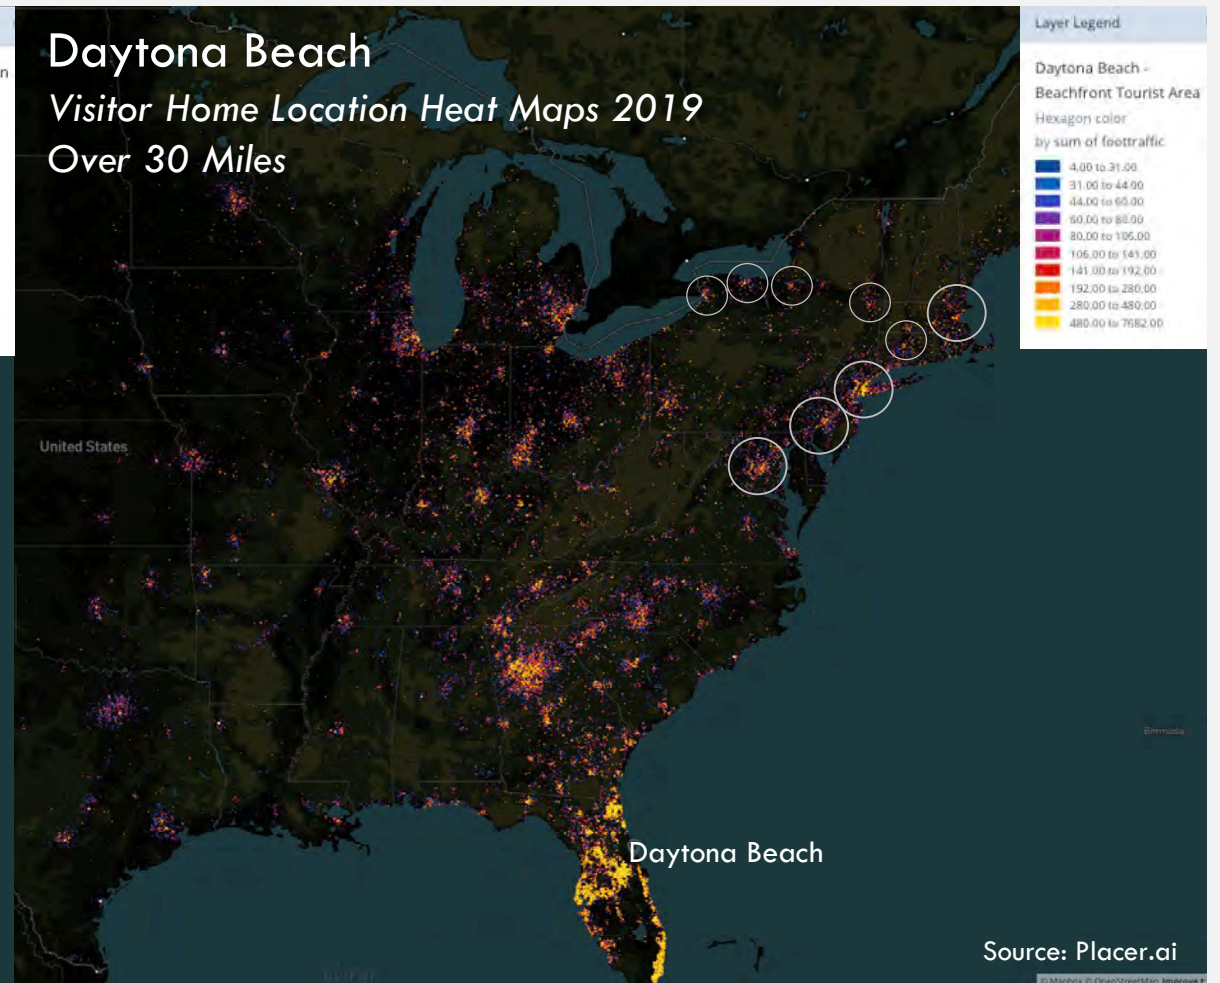 Daytona Beach
Visitor Home Location Heat Maps 2019
Over 30 Miles
n
Layer Legend
Daytona Beach -
Beachfront Tourist Area
Hexagon color
by sum of foottraffic
4.00 to 31.00
31.00 to 44.00
44.00 to 60.00
60.00 to 80.00
80.00 to 106.00
106.00 to 141.00
141.00 to 192.00
192.00 to 280.00
280.00 to 480.00
480.00 to 7682.00
United States
Bermuda
Daytona Beach
Source: Placer.ai
© Mapbox © OpenStreetMap Improve t